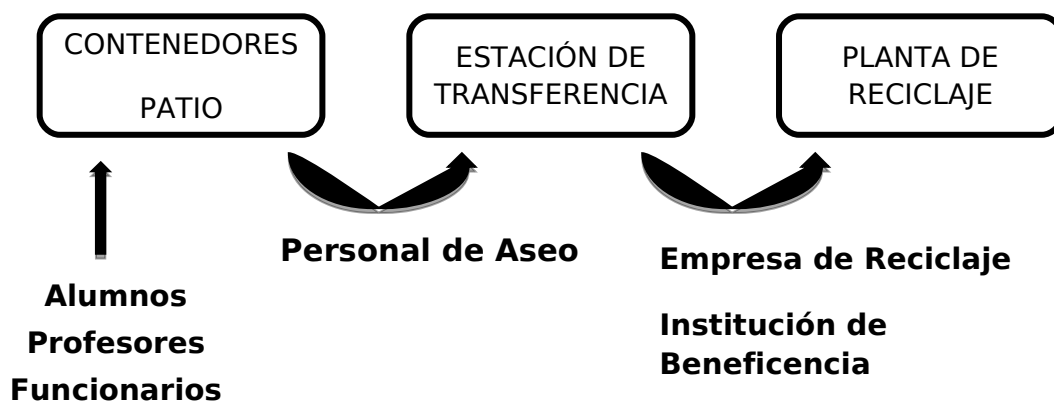 CONTENEDORES
PATIO
ESTACIÓN DE
TRANSFERENCIA
PLANTA DE
RECICLAJE
Personal de Aseo
Empresa de Reciclaje
Institución de
Beneficencia
Alumnos
Profesores
Funcionarios